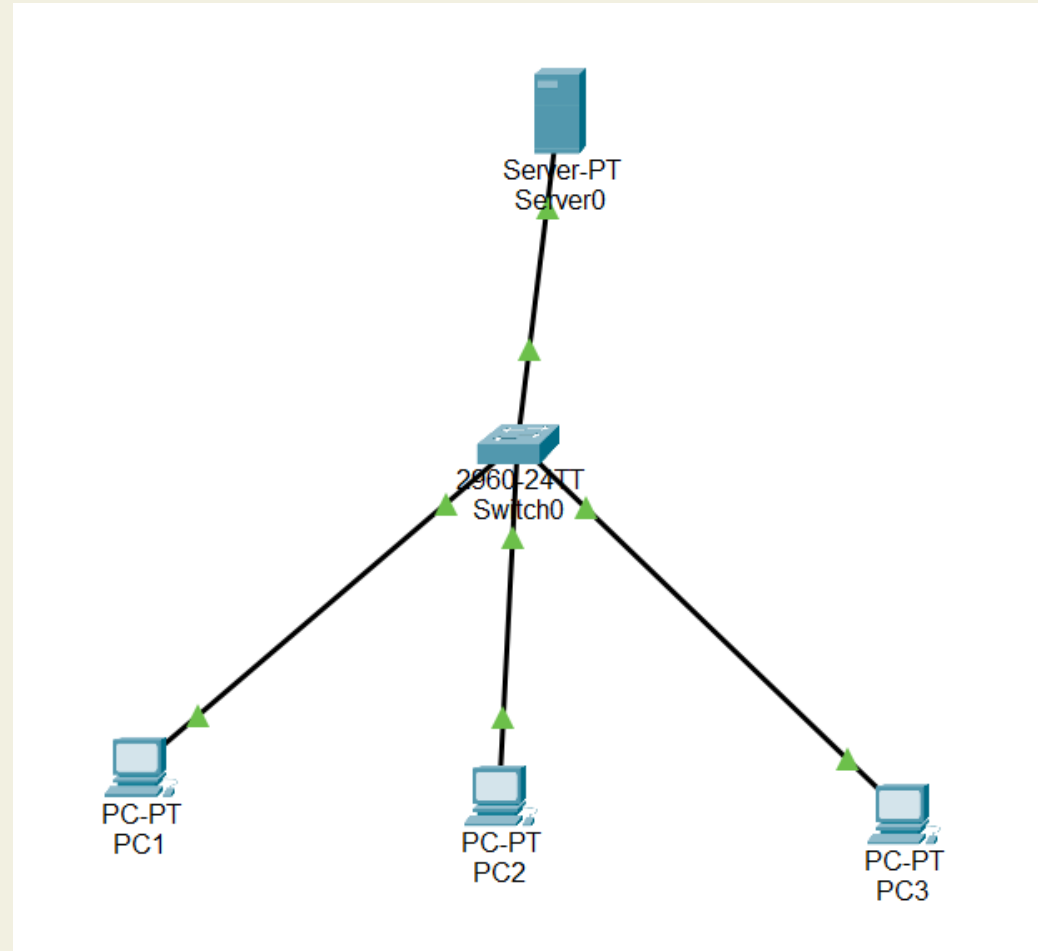 Server-PT
Server0
2960-24TT
Switch0
PC-PT
PC1
PC-PT
PC2
PC-PT
PC3